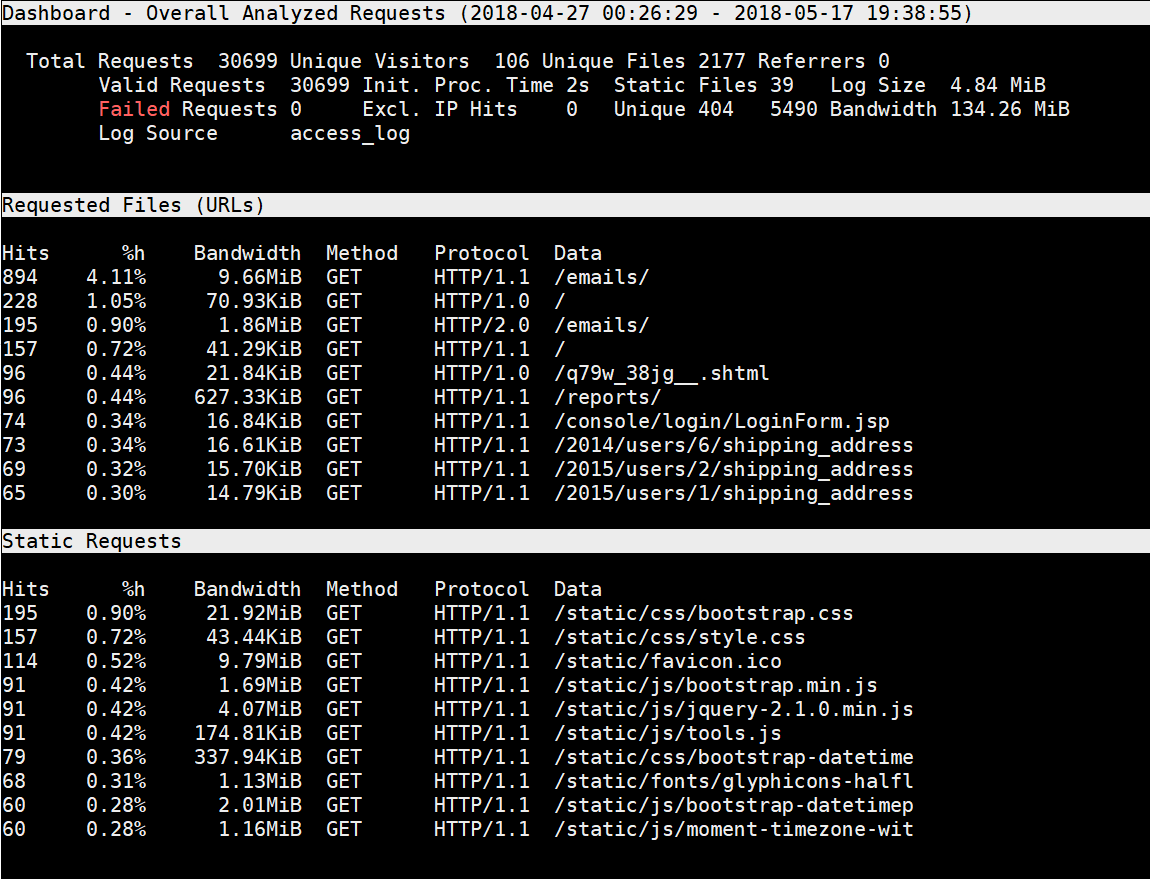 Dashboard - Overall Analyzed Requests (2018-04-27 00:26:29 - 2018-05-17 19:38:55)
Total Requests 30699 Unique Visitors 106 Unique Files 2177 Referrers 0
Valid Requests 30699 Init. Proc. Time 2s Static Files 39 Log Size 4.84 MiB
Failed Requests 0 Excl. IP Hits 0 Unique 404 5490 Bandwidth 134.26 MiB
Log Source access_log
Requested Files (URLs)
Hits %h Bandwidth Method Protocol Data
894 4.11% 9.66MiB GET HTTP/1.1 /emails/
228 1.05% 70.93KiB GET HTTP/1.0 /
195 0.90% 1.86MiB GET HTTP/2.0 /emails/
157 0.72% 41.29KiB GET HTTP/1.1 /
96 0.44% 21.84KiB GET HTTP/1.0 /q79w_38jg__.shtml
96 0.44% 627.33KiB GET HTTP/1.1 /reports/
74 0.34% 16.84KiB GET HTTP/1.1 /console/login/LoginForm.jsp
73 0.34% 16.61KiB GET HTTP/1.1 /2014/users/6/shipping_address
69 0.32% 15.70KiB GET HTTP/1.1 /2015/users/2/shipping_address
65 0.30% 14.79KiB GET HTTP/1.1 /2015/users/1/shipping_address
Static Requests
Hits %h Bandwidth Method Protocol Data
195 0.90% 21.92MiB GET HTTP/1.1 /static/css/bootstrap.css
157 0.72% 43.44KiB GET HTTP/1.1 /static/css/style.css
114 0.52% 9.79MiB GET HTTP/1.1 /static/favicon.ico
91 0.42% 1.69MiB GET HTTP/1.1 /static/js/bootstrap.min.js
91 0.42% 4.07MiB GET HTTP/1.1 /static/js/jquery-2.1.0.min.js
91 0.42% 174.81KiB GET HTTP/1.1 /static/js/tools.js
79 0.36% 337.94KiB GET HTTP/1.1 /static/css/bootstrap-datetime
68 0.31% 1.13MiB GET HTTP/1.1 /static/fonts/glyphicons-halfl
60 0.28% 2.01MiB GET HTTP/1.1 /static/js/bootstrap-datetimep
60 0.28% 1.16MiB GET HTTP/1.1 /static/js/moment-timezone-wit